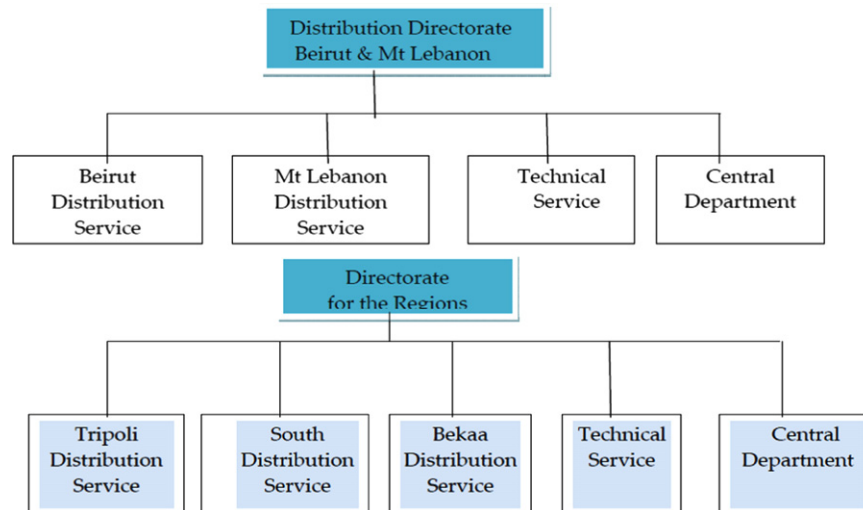 Distribution Directorate
Beirut & Mt Lebanon
Beirut
Distribution
Service
Mt Lebanon
Distribution
Service
Technical
Service
Central
Department
Directorate
for the Regions
Tripoli
Distribution
Service
South
Distribution
Service
Bekaa
Distribution
Service
Technical
Service
Central
Department